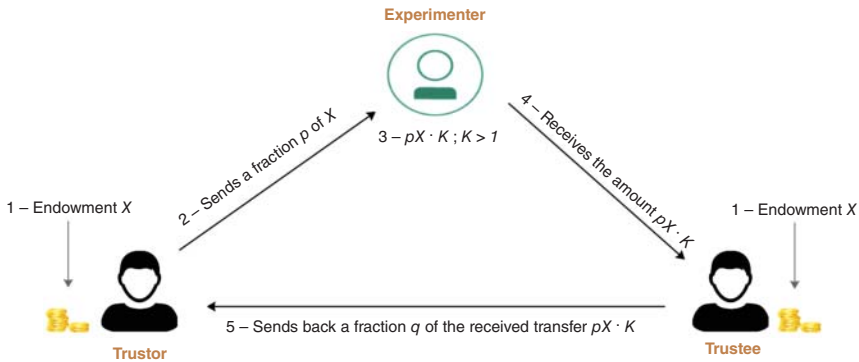 Experimenter
2 – Sends a fraction p of X
3 – pX · K ; K > 1
4 – Receives the amount pX · K
1 – Endowment X
1 – Endowment X
5 – Sends back a fraction q of the received transfer pX · K
Trustor
Trustee